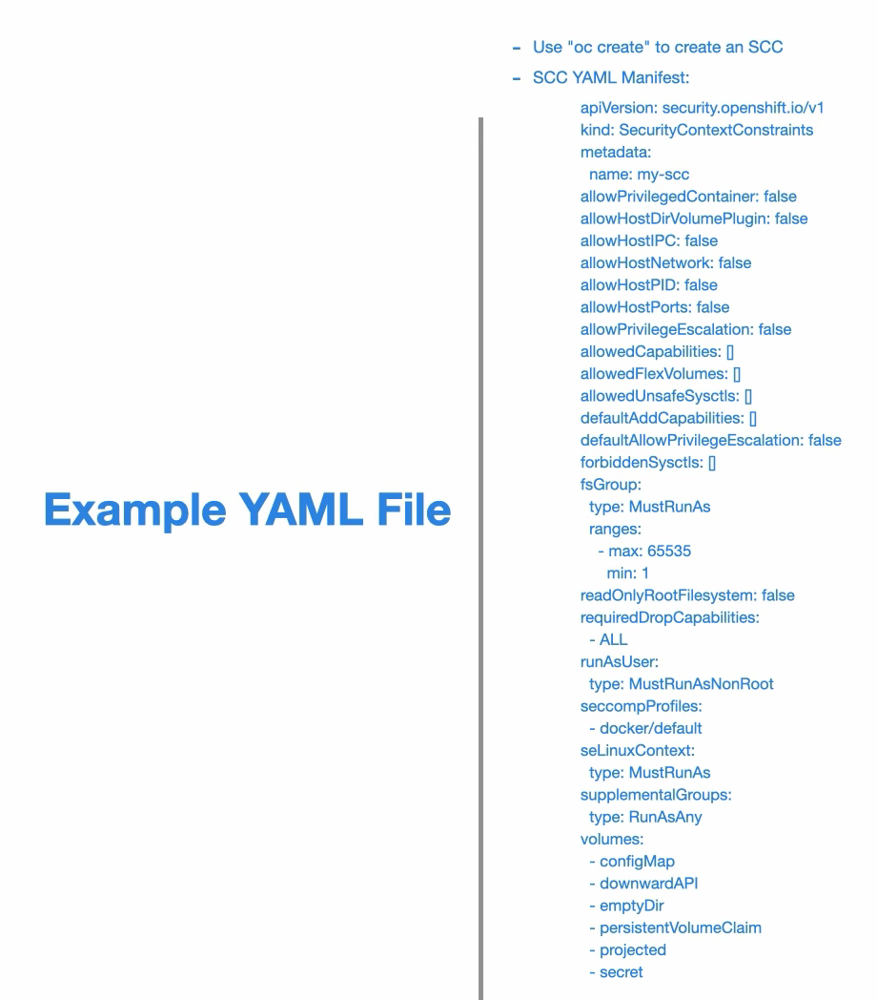 Example YAML File
- Use "oc create" to create an SCC
- SCC YAML Manifest:
apiVersion: security.openshift.io/v1
kind: SecurityContextConstraints
metadata:
  name: my-scc
allowPrivilegedContainer: false
allowHostDirVolumePlugin: false
allowHostIPC: false
allowHostNetwork: false
allowHostPID: false
allowHostPorts: false
allowPrivilegeEscalation: false
allowedCapabilities: []
allowedFlexVolumes: []
allowedUnsafeSysctls: []
defaultAddCapabilities: []
defaultAllowPrivilegeEscalation: false
forbiddenSysctls: []
fsGroup:
  type: MustRunAs
  ranges:
    - max: 65535
      min: 1
readOnlyRootFilesystem: false
requiredDropCapabilities:
  - ALL
runAsUser:
  type: MustRunAsNonRoot
seccompProfiles:
  - docker/default
seLinuxContext:
  type: MustRunAs
supplementalGroups:
  type: RunAsAny
volumes:
  - configMap
  - downwardAPI
  - emptyDir
  - persistentVolumeClaim
  - projected
  - secret